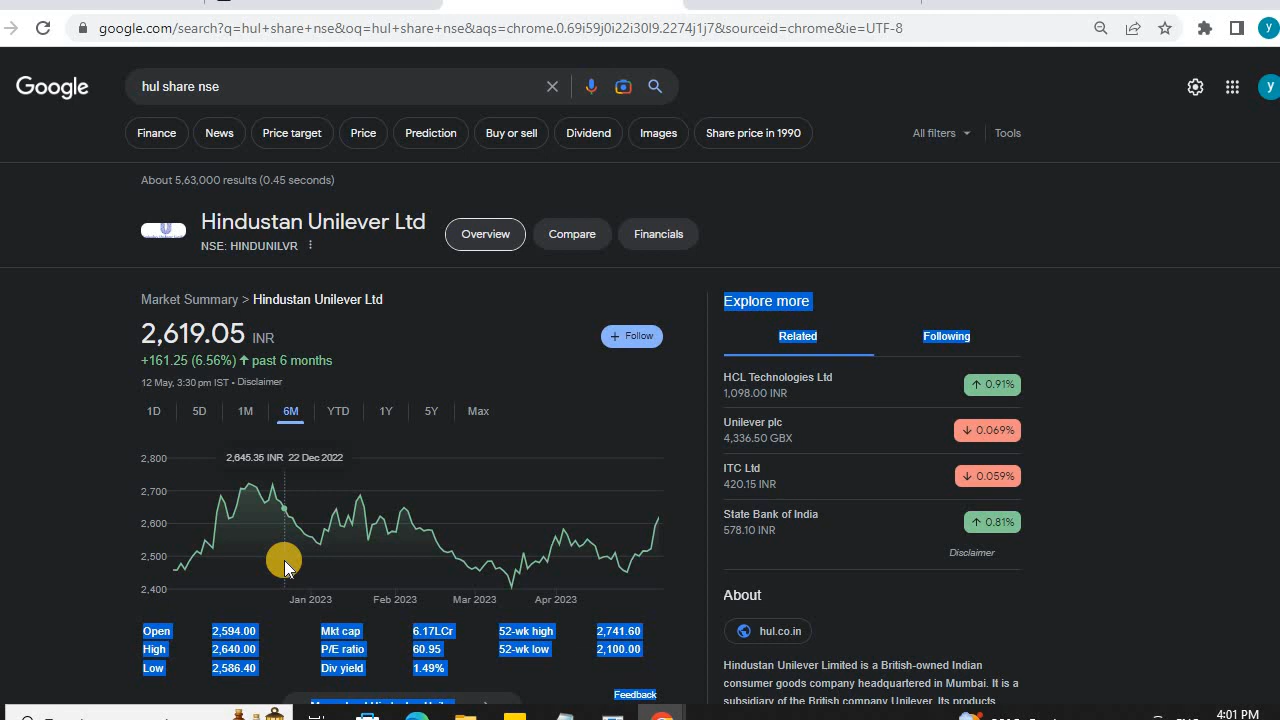 google.com/search?q=hul+share+nse&oq=hul+share+nse&aqs=chrome.0.69i59j0i22i30l9.2274j1j7&sourceid=chrome&ie=UTF-8
y
Google
hul share nse
y
Finance News Price target Price Prediction Buy or sell Dividend Images Share price in 1990 All filters Tools
About 5,63,000 results (0.45 seconds)
Hindustan Unilever Ltd
NSE: HINDUNILVR
Overview Compare Financials
Market Summary > Hindustan Unilever Ltd
2,619.05 INR
+ Follow
+161.25 (6.56%) ↑ past 6 months
12 May, 3:30 pm IST • Disclaimer
1D 5D 1M 6M YTD 1Y 5Y Max
2,645.35 INR 22 Dec 2022
2,800
2,700
2,600
2,500
2,400
Jan 2023 Feb 2023 Mar 2023 Apr 2023
Open 2,594.00 Mkt cap 6.17LCr 52-wk high 2,741.60
High 2,640.00 P/E ratio 60.95 52-wk low 2,100.00
Low 2,586.40 Div yield 1.49%
Feedback
Explore more
Related Following
HCL Technologies Ltd
1,098.00 INR
↑ 0.91%
Unilever plc
4,336.50 GBX
↓ 0.069%
ITC Ltd
420.15 INR
↓ 0.059%
State Bank of India
578.10 INR
↑ 0.81%
Disclaimer
About
hul.co.in
Hindustan Unilever Limited is a British-owned Indian
consumer goods company headquartered in Mumbai. It is a
subsidiary of the British company Unilever. Its products
4:01 PM